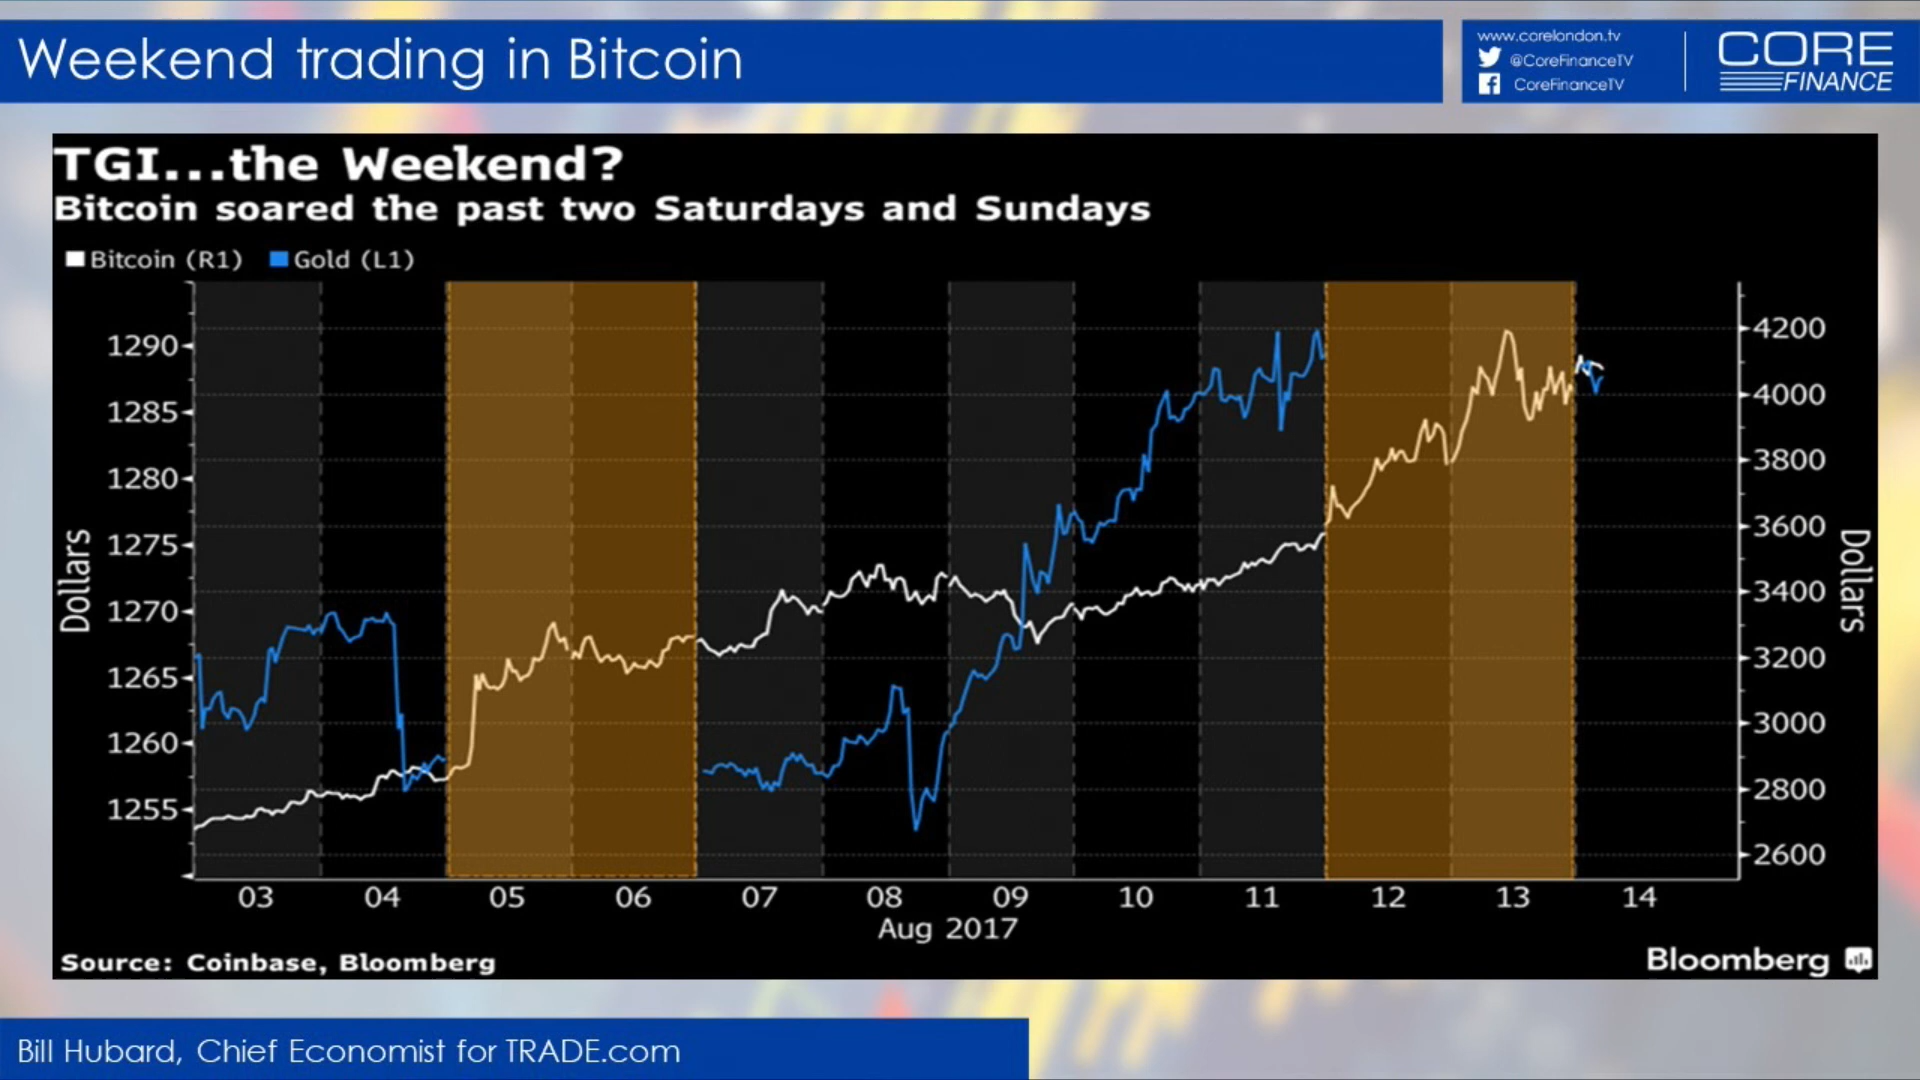 Weekend trading in Bitcoin
www.corelondon.tv
@CoreFinanceTV
CoreFinanceTV
CORE
FINANCE
TGI...the Weekend?
Bitcoin soared the past two Saturdays and Sundays
Bitcoin (R1) Gold (L1)
1290
1285
1280
1275
1270
1265
1260
1255
Dollars
4200
4000
3800
3600
3400
3200
3000
2800
2600
Dollars
03 04 05 06 07 08 09 10 11 12 13 14
Aug 2017
Source: Coinbase, Bloomberg
Bloomberg
Bill Hubard, Chief Economist for TRADE.com